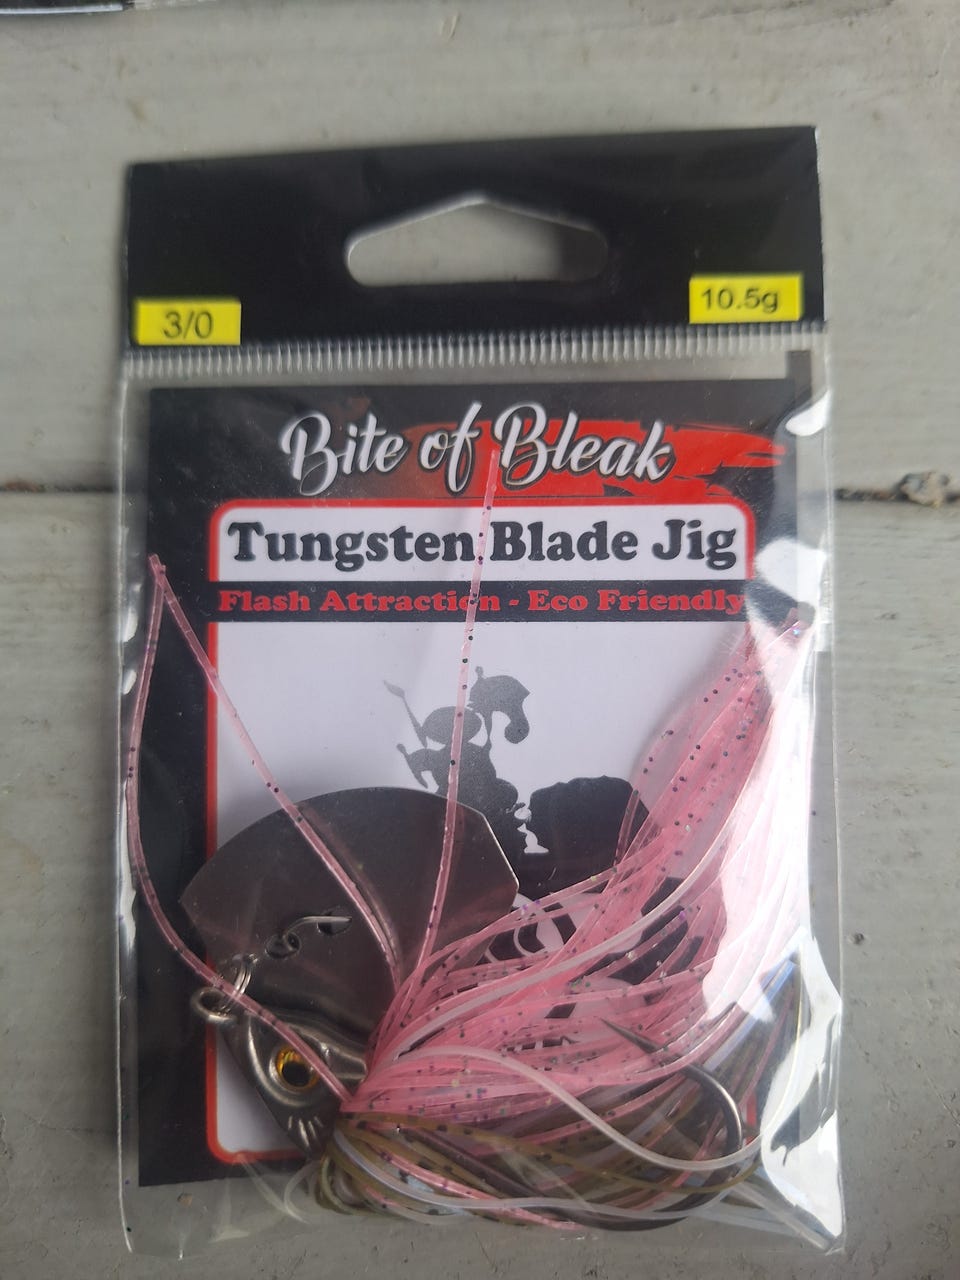 3/0
10.5g
Bite of Bleak
Tungsten Blade Jig
Flash Attraction - Eco Friendly